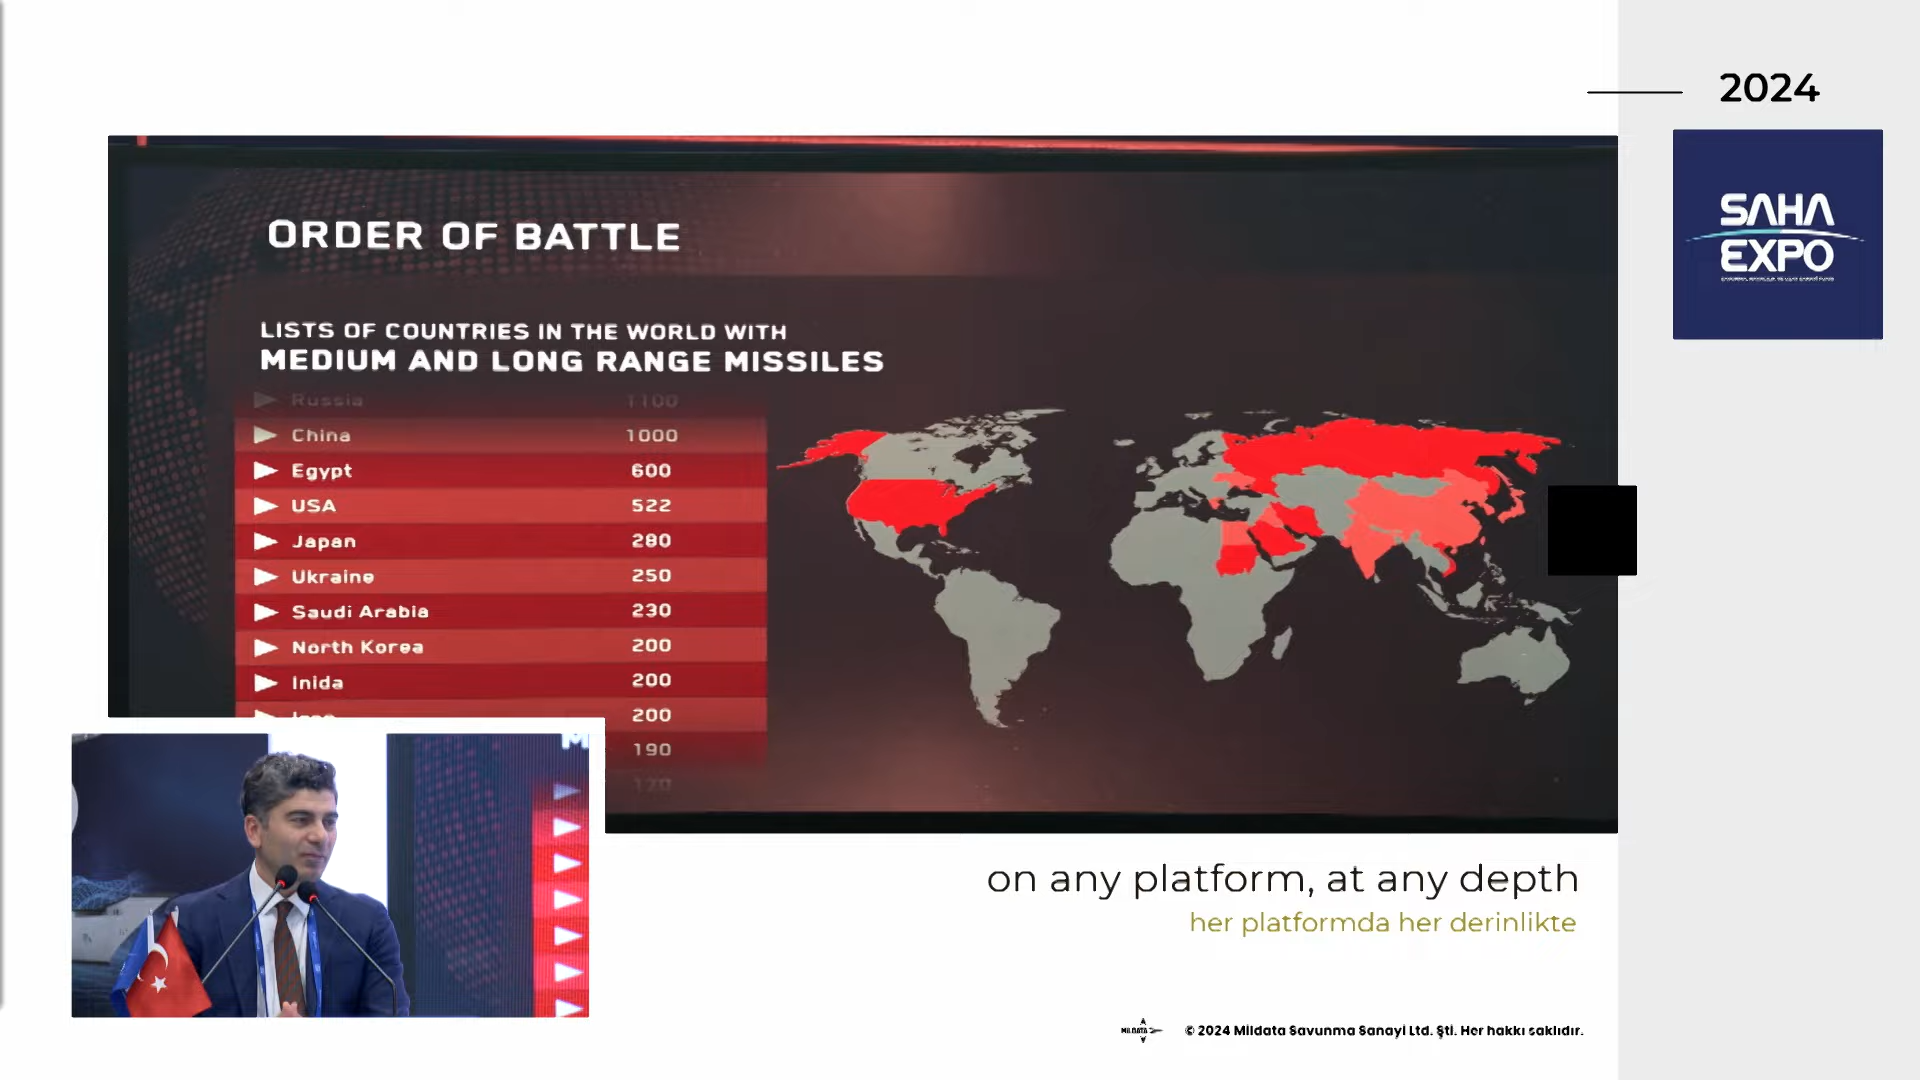 2024
SAHA
EXPO
ORDER OF BATTLE
LISTS OF COUNTRIES IN THE WORLD WITH
MEDIUM AND LONG RANGE MISSILES
Russia 1100
China 1000
Egypt 600
USA 522
Japan 280
Ukraine 250
Saudi Arabia 230
North Korea 200
Inida 200
200
190
170
M
on any platform, at any depth
her platformda her derinlikte
MILDATA
© 2024 Mildata Savunma Sanayi Ltd. Şti. Her hakkı saklıdır.